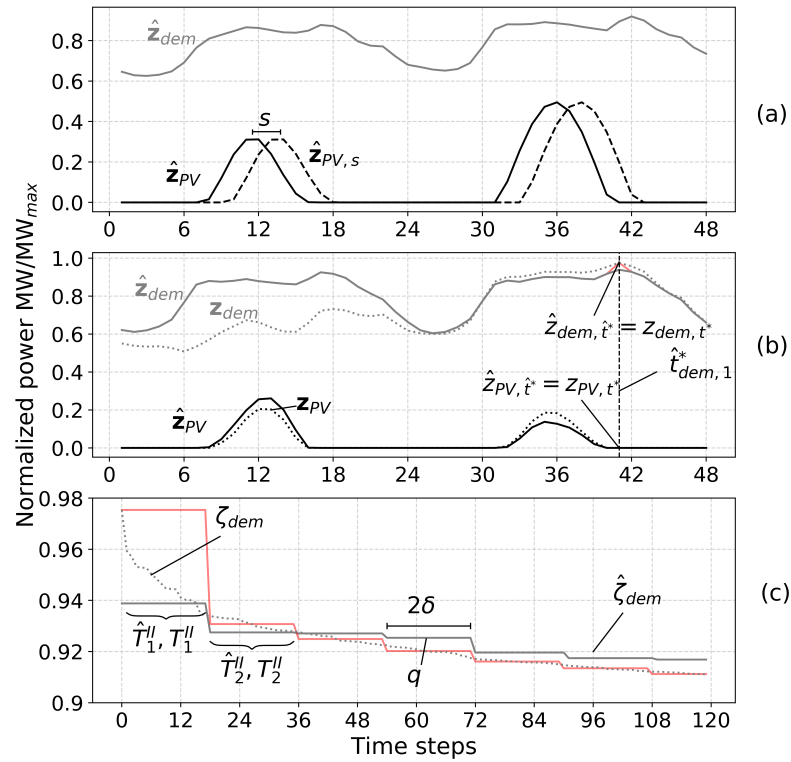 0.8
0.6
0.4
0.2
0.0
ẑ_dem
s
ẑ_PV
ẑ_PV, s
(a)
0 6 12 18 24 30 36 42 48
Normalized power MW/MW_max
1.0
0.8
0.6
0.4
0.2
0.0
ẑ_dem
z_dem
ẑ_dem, t̂* = z_dem, t*
t̂*_dem, 1
ẑ_PV, t̂* = z_PV, t*
ẑ_PV
z_PV
(b)
0 6 12 18 24 30 36 42 48
0.98
0.96
0.94
0.92
0.9
ζ_dem
T̂₁ᴵᴵ, T₁ᴵᴵ
T̂₂ᴵᴵ, T₂ᴵᴵ
2δ
q
ζ̂_dem
(c)
0 12 24 36 48 60 72 84 96 108 120
Time steps